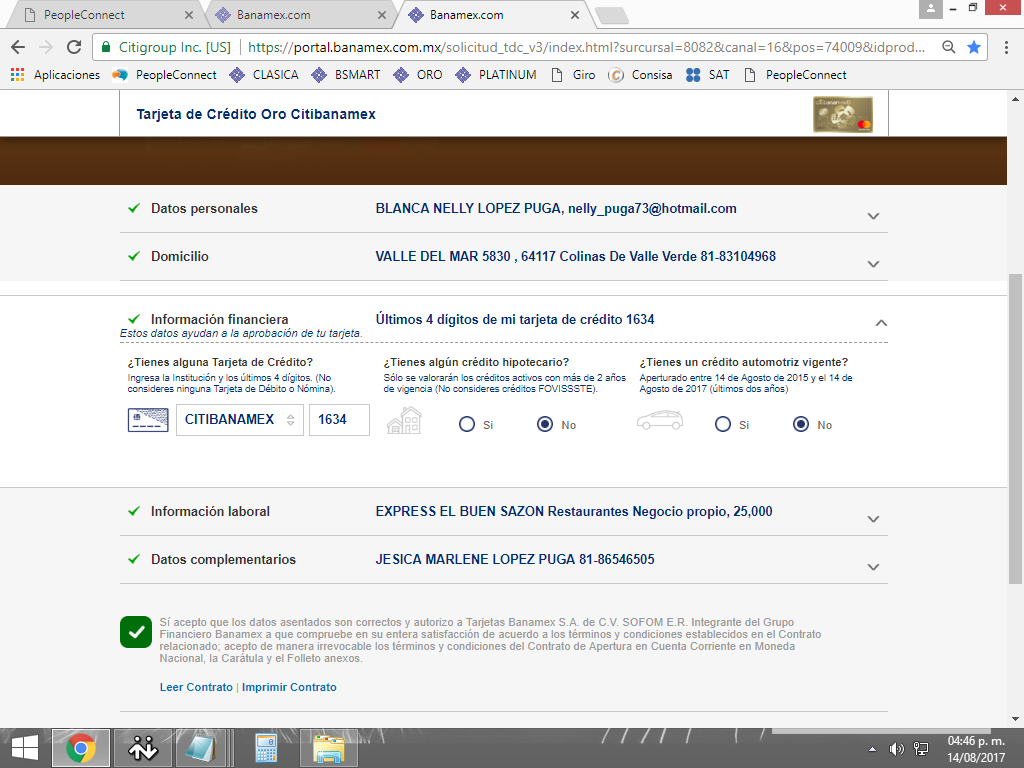 PeopleConnect
Banamex.com
Banamex.com
Citigroup Inc. [US] https://portal.banamex.com.mx/solicitud_tdc_v3/index.html?surcursal=8082&canal=16&pos=74009&idprod...
Aplicaciones PeopleConnect CLASICA BSMART ORO PLATINUM Giro Consisa SAT PeopleConnect
Tarjeta de Crédito Oro Citibanamex
Datos personales BLANCA NELLY LOPEZ PUGA, nelly_puga73@hotmail.com
Domicilio VALLE DEL MAR 5830 , 64117 Colinas De Valle Verde 81-83104968
Información financiera Últimos 4 dígitos de mi tarjeta de crédito 1634
Estos datos ayudan a la aprobación de tu tarjeta.
¿Tienes alguna Tarjeta de Crédito?
Ingresa la Institución y los últimos 4 dígitos. (No
consideres ninguna Tarjeta de Débito o Nómina).
CITIBANAMEX 1634
¿Tienes algún crédito hipotecario?
Sólo se valorarán los créditos activos con más de 2 años
de vigencia (No consideres créditos FOVISSSTE).
Si No
¿Tienes un crédito automotriz vigente?
Aperturado entre 14 de Agosto de 2015 y el 14 de
Agosto de 2017 (últimos dos años)
Si No
Información laboral EXPRESS EL BUEN SAZON Restaurantes Negocio propio, 25,000
Datos complementarios JESICA MARLENE LOPEZ PUGA 81-86546505
Sí acepto que los datos asentados son correctos y autorizo a Tarjetas Banamex S.A. de C.V. SOFOM E.R. Integrante del Grupo
Financiero Banamex a que compruebe en su entera satisfacción de acuerdo a los términos y condiciones establecidos en el Contrato
relacionado; acepto de manera irrevocable los términos y condiciones del Contrato de Apertura en Cuenta Corriente en Moneda
Nacional, la Carátula y el Folleto anexos.
Leer Contrato | Imprimir Contrato
04:46 p. m.
14/08/2017